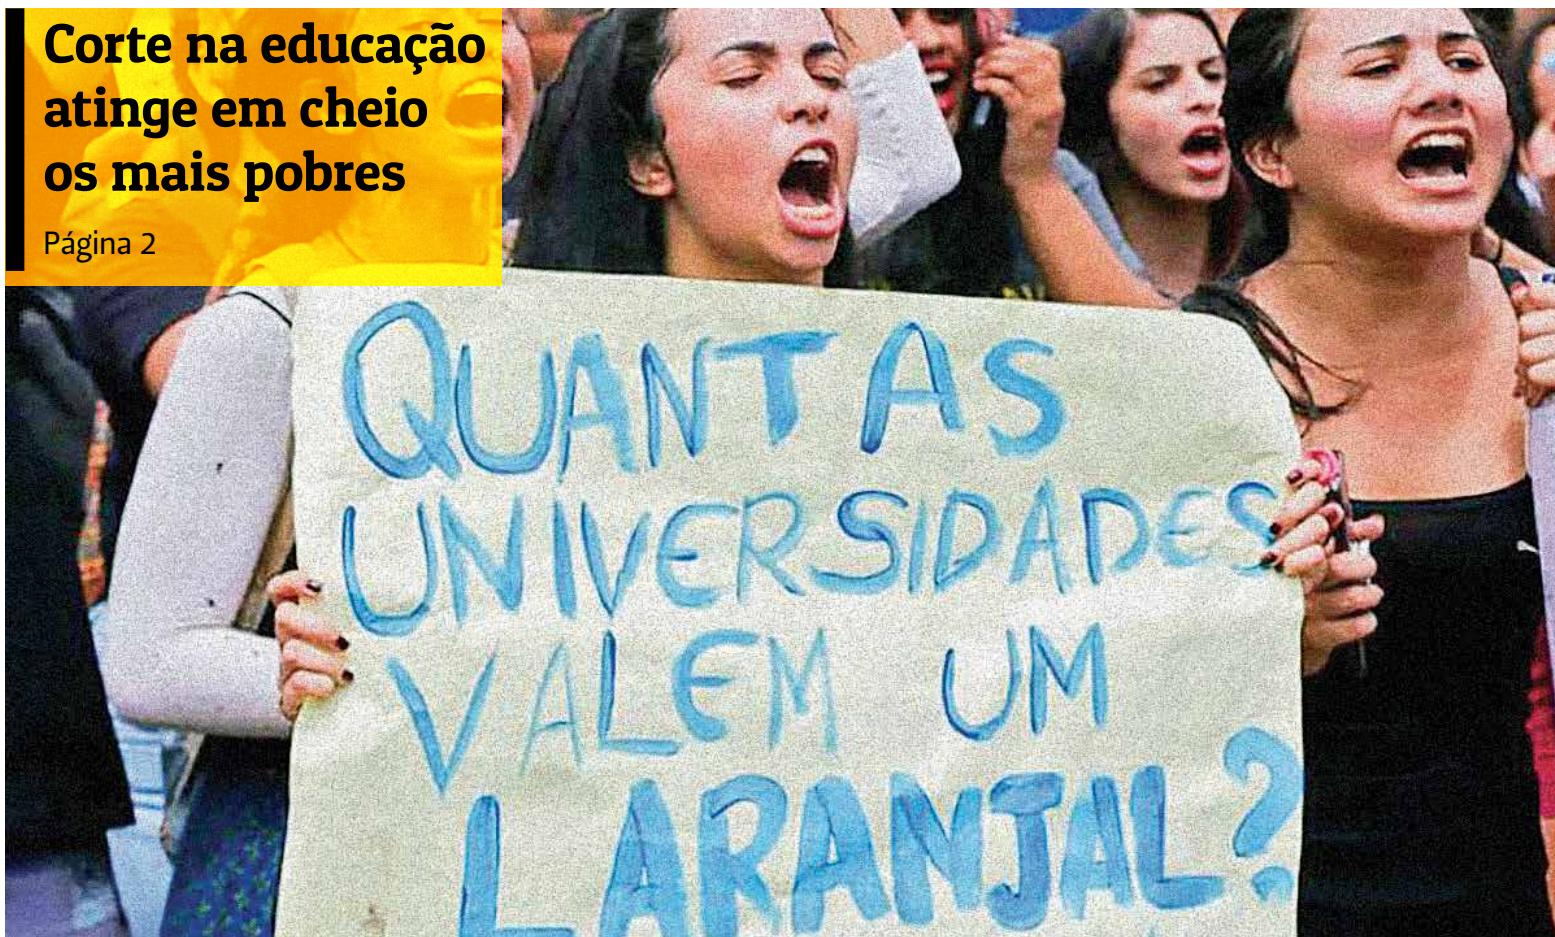 Corte na educação
atinge em cheio
os mais pobres
Página 2
QUANTAS
UNIVERSIDADES
VALEM UM
LARANJAL?